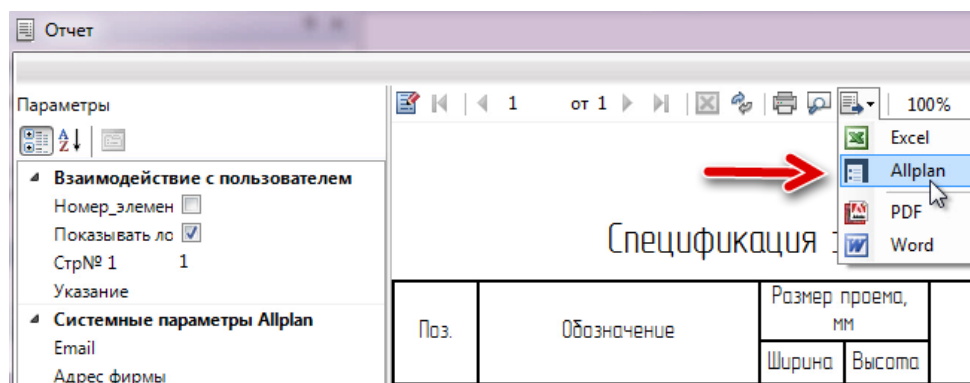 Отчет
Параметры
1 от 1 100%
Excel
Allplan
PDF
Word
Взаимодействие с пользователем
Номер_элемен
Показывать ло
Стр№ 1 1
Указание
Системные параметры Allplan
Email
Адрес фирмы
Спецификация
Поз.
Обозначение
Размер проема,
мм
Ширина
Высота